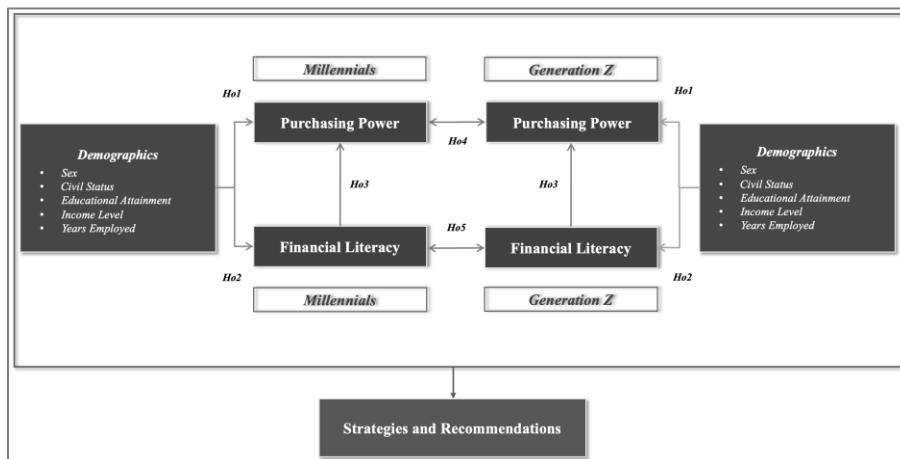 Millennials
Generation Z
Ho1
Ho1
Purchasing Power
Purchasing Power
Ho4
Demographics
• Sex
• Civil Status
• Educational Attainment
• Income Level
• Years Employed
Ho3
Ho3
Demographics
• Sex
• Civil Status
• Educational Attainment
• Income Level
• Years Employed
Ho5
Financial Literacy
Financial Literacy
Ho2
Ho2
Millennials
Generation Z
Strategies and Recommendations